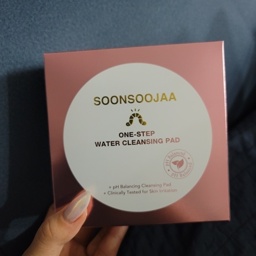 SOONSOOJAA
ONE-STEP
WATER CLEANSING PAD
+ pH Balancing Cleansing Pad
+ Clinically Tested for Skin Irritation